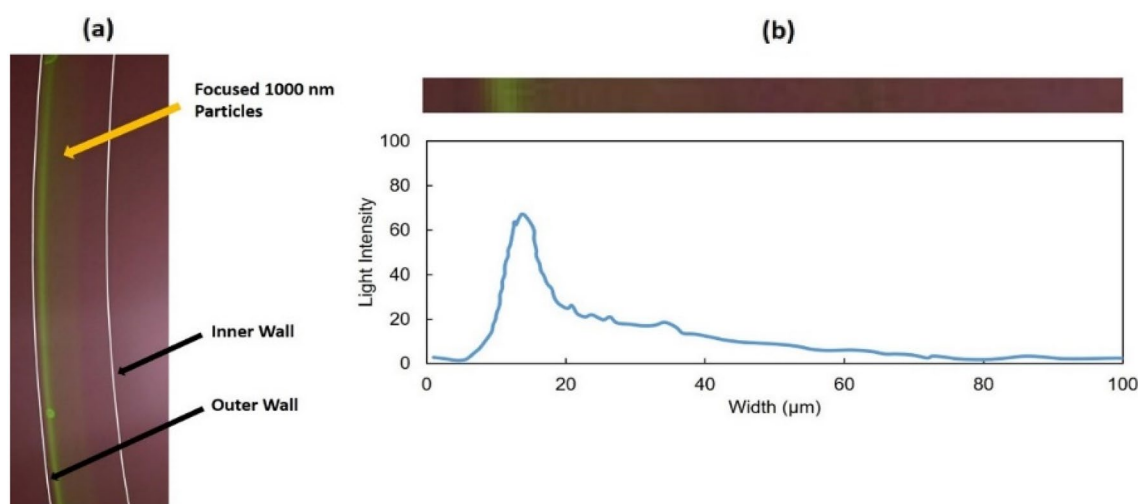 (a)
Focused 1000 nm
Particles
Inner Wall
Outer Wall
(b)
100
80
60
40
20
0
Light Intensity
0 20 40 60 80 100
Width (µm)